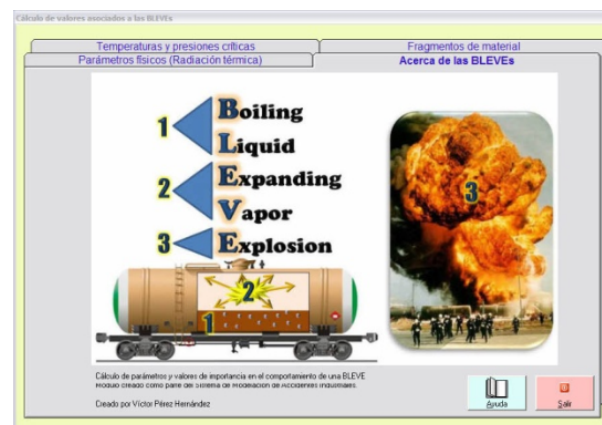 Cálculo de valores asociados a las BLEVEs
Temperaturas y presiones críticas
Fragmentos de material
Parámetros físicos (Radiación térmica)
Acerca de las BLEVEs
1
Boiling
Liquid
2
Expanding
Vapor
3
Explosion
3
2
1
Cálculo de parámetros y valores de importancia en el comportamiento de una BLEVE
Módulo creado como parte del Sistema de Modelación de Accidentes Industriales.
Creado por Víctor Pérez Hernández
Ayuda
Salir